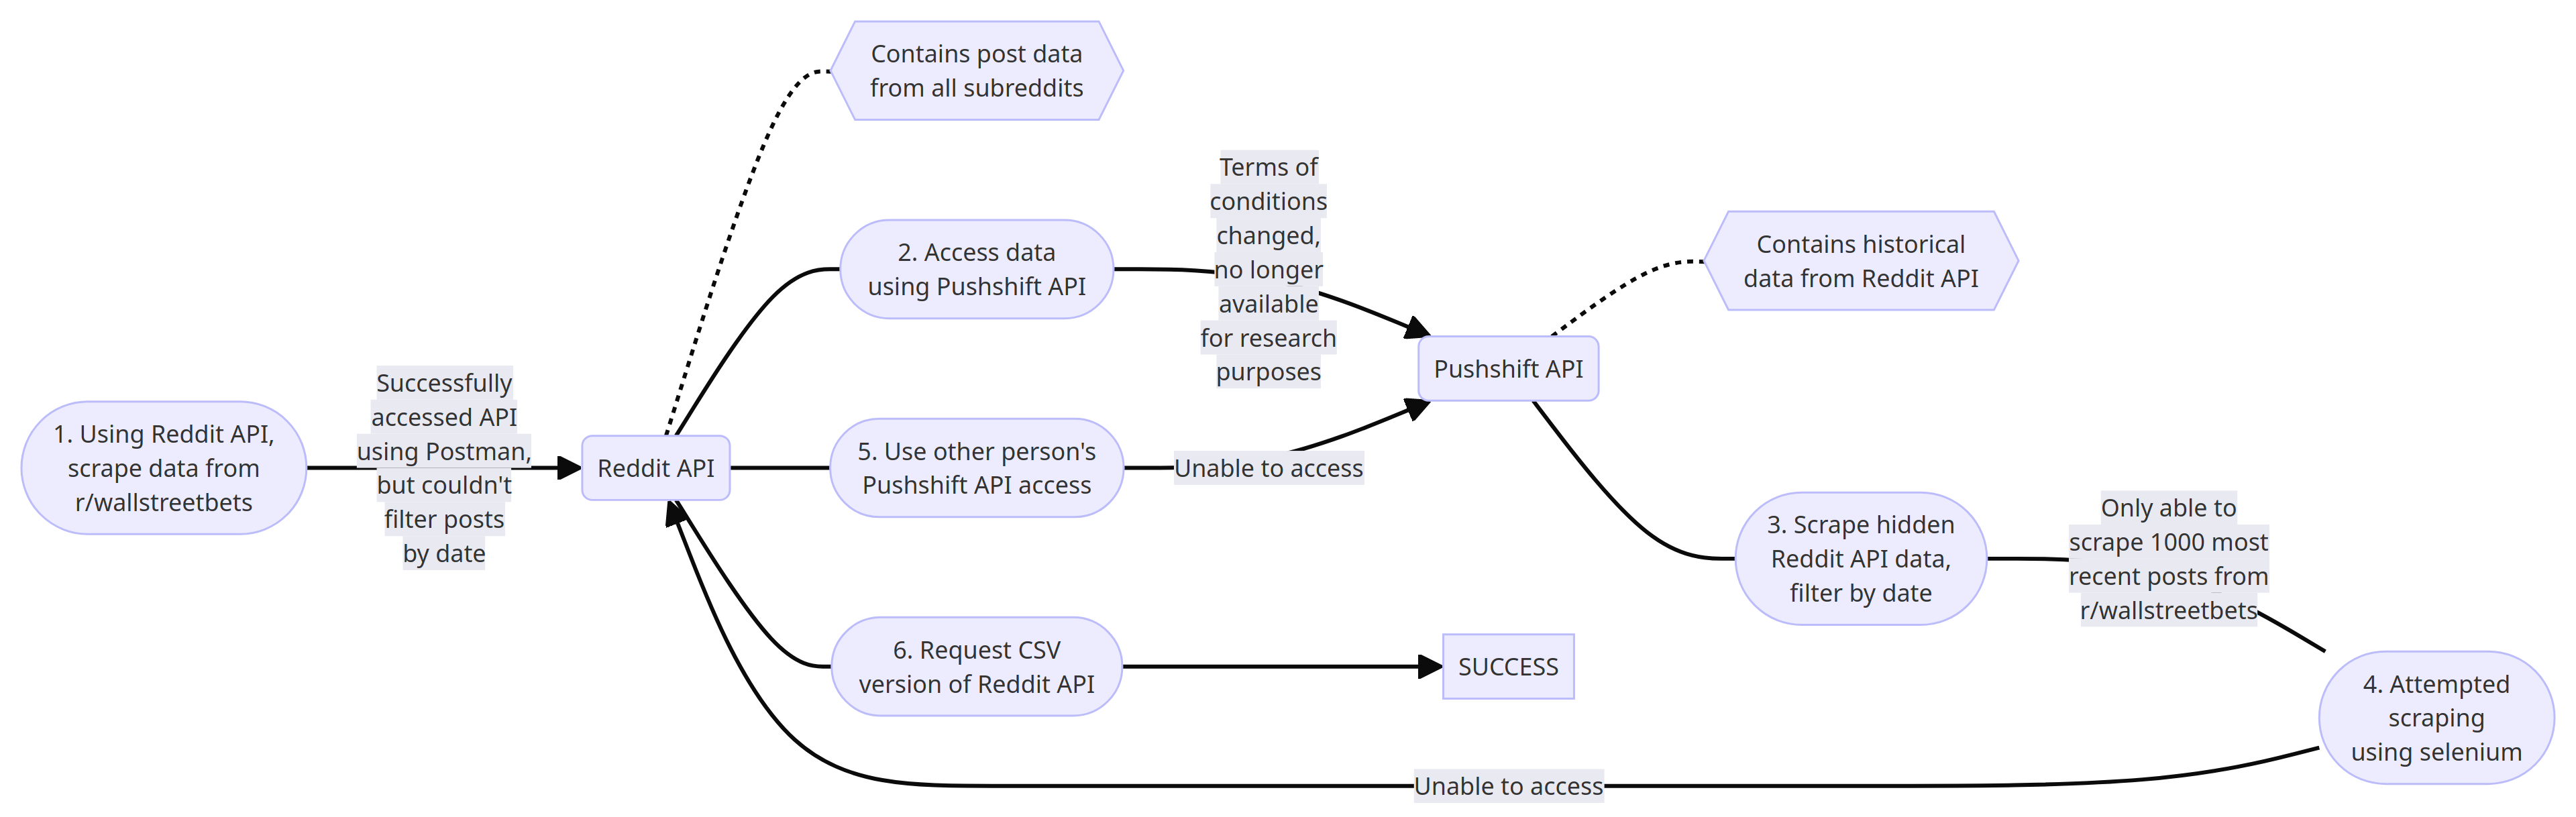 Contains post data
from all subreddits
Terms of
conditions
changed,
no longer
available
for research
purposes
2. Access data
using Pushshift API
Contains historical
data from Reddit API
Pushshift API
Successfully
accessed API
using Postman,
but couldn't
filter posts
by date
1. Using Reddit API,
scrape data from
r/wallstreetbets
Reddit API
5. Use other person's
Pushshift API access
Unable to access
3. Scrape hidden
Reddit API data,
filter by date
Only able to
scrape 1000 most
recent posts from
r/wallstreetbets
6. Request CSV
version of Reddit API
SUCCESS
4. Attempted
scraping
using selenium
Unable to access